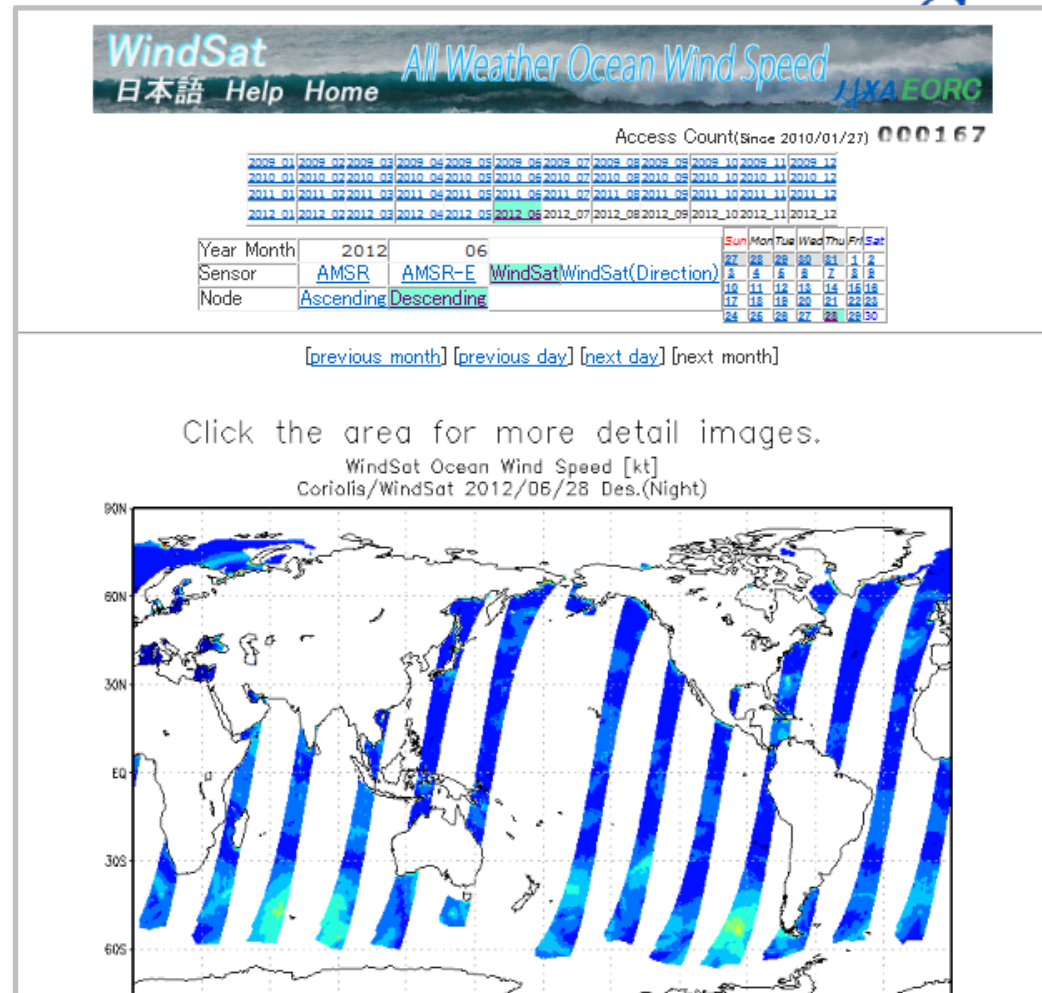 WindSat
All Weather Ocean Wind Speed
日本語 Help Home
JAXA EORC
Access Count(Since 2010/01/27) 000167
2009_01 2009_02 2009_03 2009_04 2009_05 2009_06 2009_07 2009_08 2009_09 2009_10 2009_11 2009_12
2010_01 2010_02 2010_03 2010_04 2010_05 2010_06 2010_07 2010_08 2010_09 2010_10 2010_11 2010_12
2011_01 2011_02 2011_03 2011_04 2011_05 2011_06 2011_07 2011_08 2011_09 2011_10 2011_11 2011_12
2012_01 2012_02 2012_03 2012_04 2012_05 2012_06 2012_07 2012_08 2012_09 2012_10 2012_11 2012_12
Year Month 2012 06
Sensor AMSR AMSR-E WindSat WindSat(Direction)
Node Ascending Descending
Sun Mon Tue Wed Thu Fri Sat
27 28 29 30 31 1 2
3 4 5 6 7 8 9
10 11 12 13 14 15 16
17 18 19 20 21 22 23
24 25 26 27 28 29 30
[previous month] [previous day] [next day] [next month]
Click the area for more detail images.
WindSat Ocean Wind Speed [kt]
Coriolis/WindSat 2012/06/28 Des.(Night)
90N
60N
30N
EQ
30S
60S